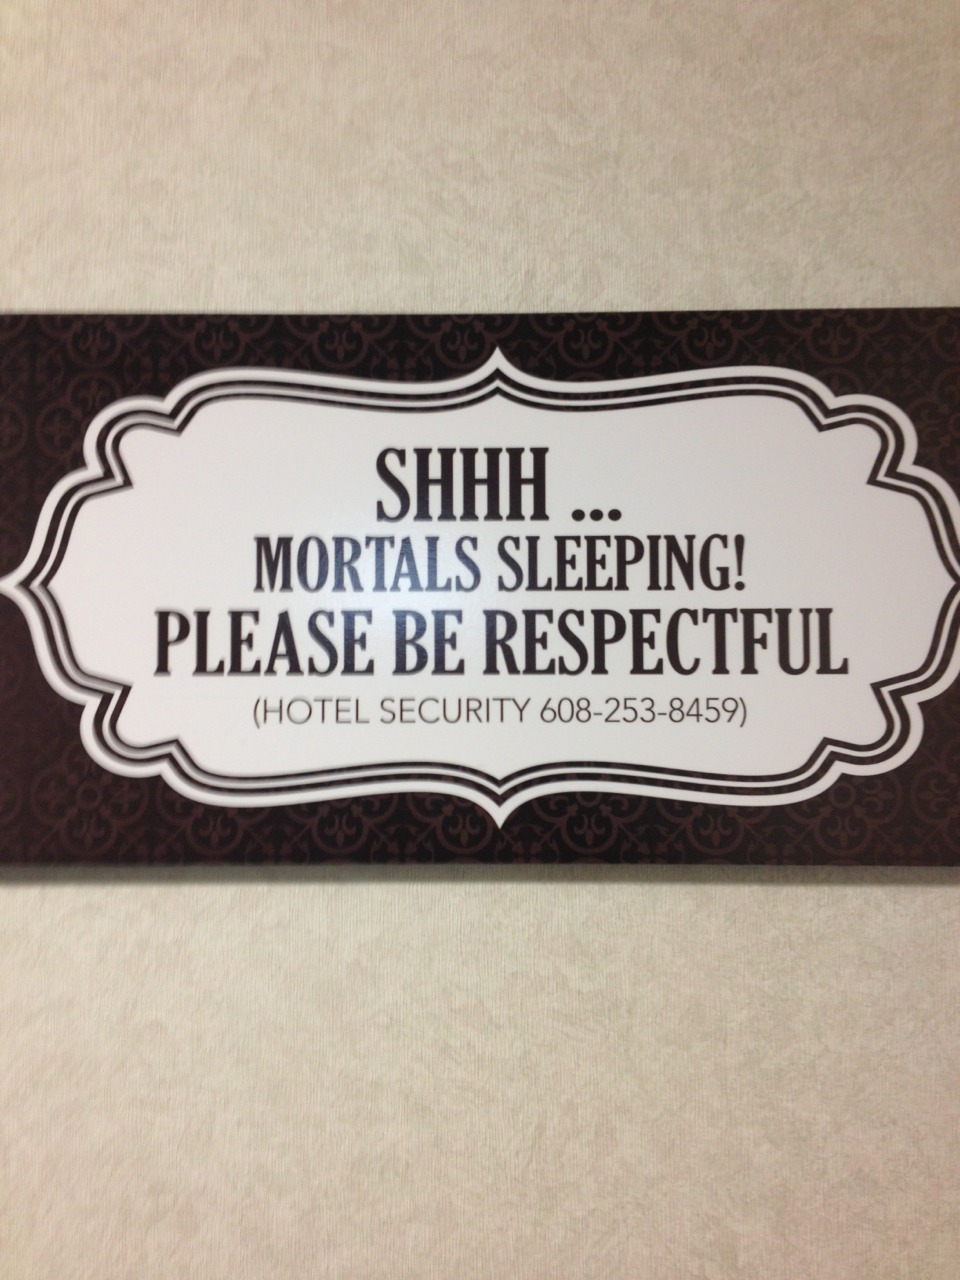 SHHH ...
MORTALS SLEEPING!
PLEASE BE RESPECTFUL
(HOTEL SECURITY 608-253-8459)